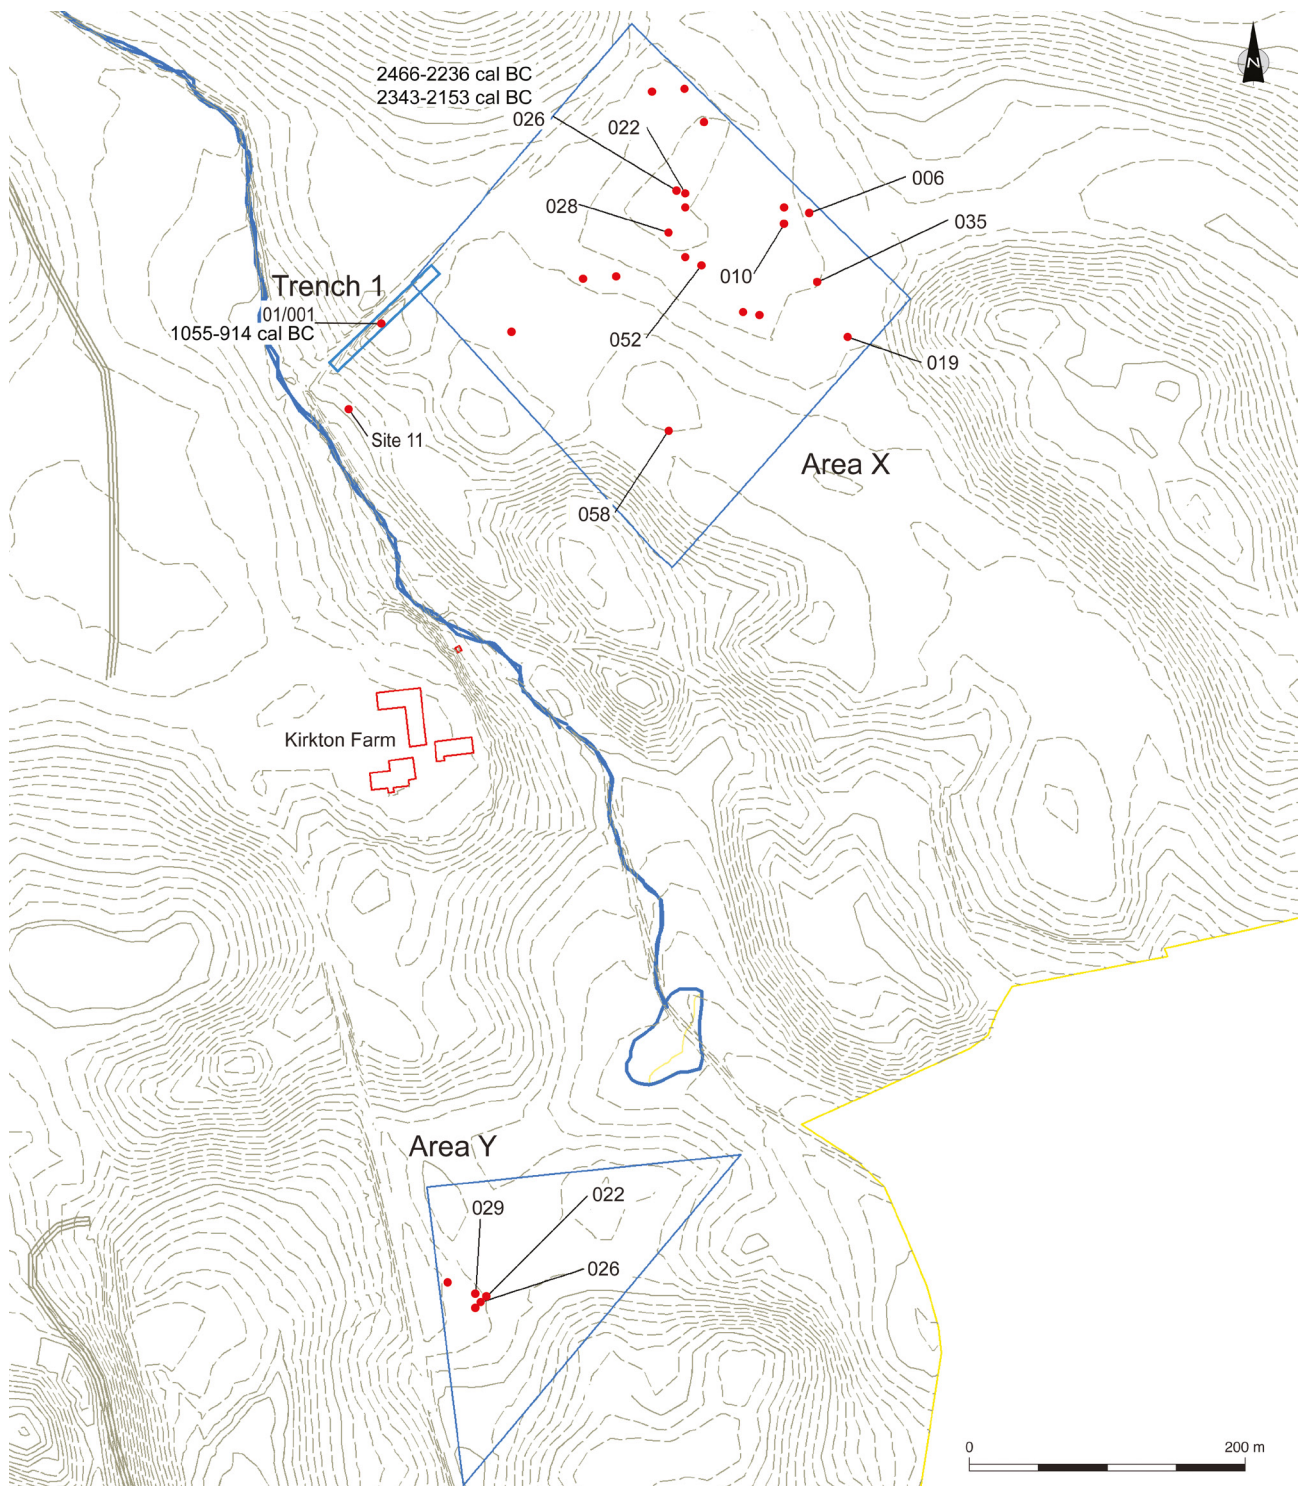 N
2466-2236 cal BC
2343-2153 cal BC
026
022
006
028
035
010
Trench 1
01/001
1055-914 cal BC
052
019
Site 11
Area X
058
Kirkton Farm
Area Y
029
022
026
0
200 m